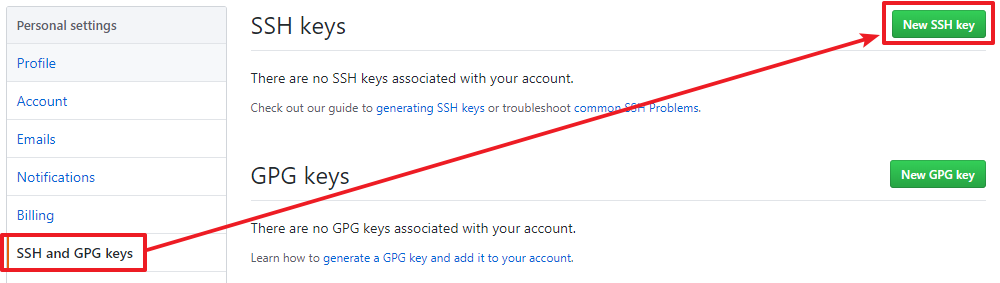 Personal settings
Profile
Account
Emails
Notifications
Billing
SSH and GPG keys
SSH keys
New SSH key
There are no SSH keys associated with your account.
Check out our guide to generating SSH keys or troubleshoot common SSH Problems.
GPG keys
New GPG key
There are no GPG keys associated with your account.
Learn how to generate a GPG key and add it to your account.